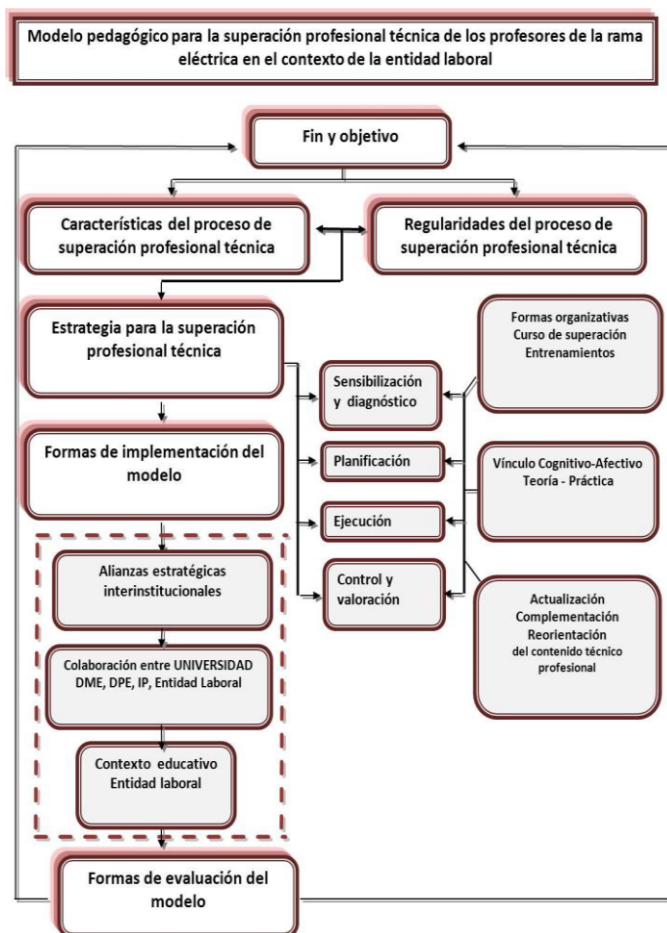 Modelo pedagógico para la superación profesional técnica de los profesores de la rama
eléctrica en el contexto de la entidad laboral
Fin y objetivo
Características del proceso de
superación profesional técnica
Regularidades del proceso de
superación profesional técnica
Estrategia para la superación
profesional técnica
Formas organizativas
Curso de superación
Entrenamientos
Sensibilización
y diagnóstico
Formas de implementación del
modelo
Planificación
Vínculo Cognitivo-Afectivo
Teoría - Práctica
Ejecución
Alianzas estratégicas
interinstitucionales
Control y
valoración
Actualización
Complementación
Reorientación
del contenido técnico
profesional
Colaboración entre UNIVERSIDAD
DME, DPE, IP, Entidad Laboral
Contexto educativo
Entidad laboral
Formas de evaluación del
modelo